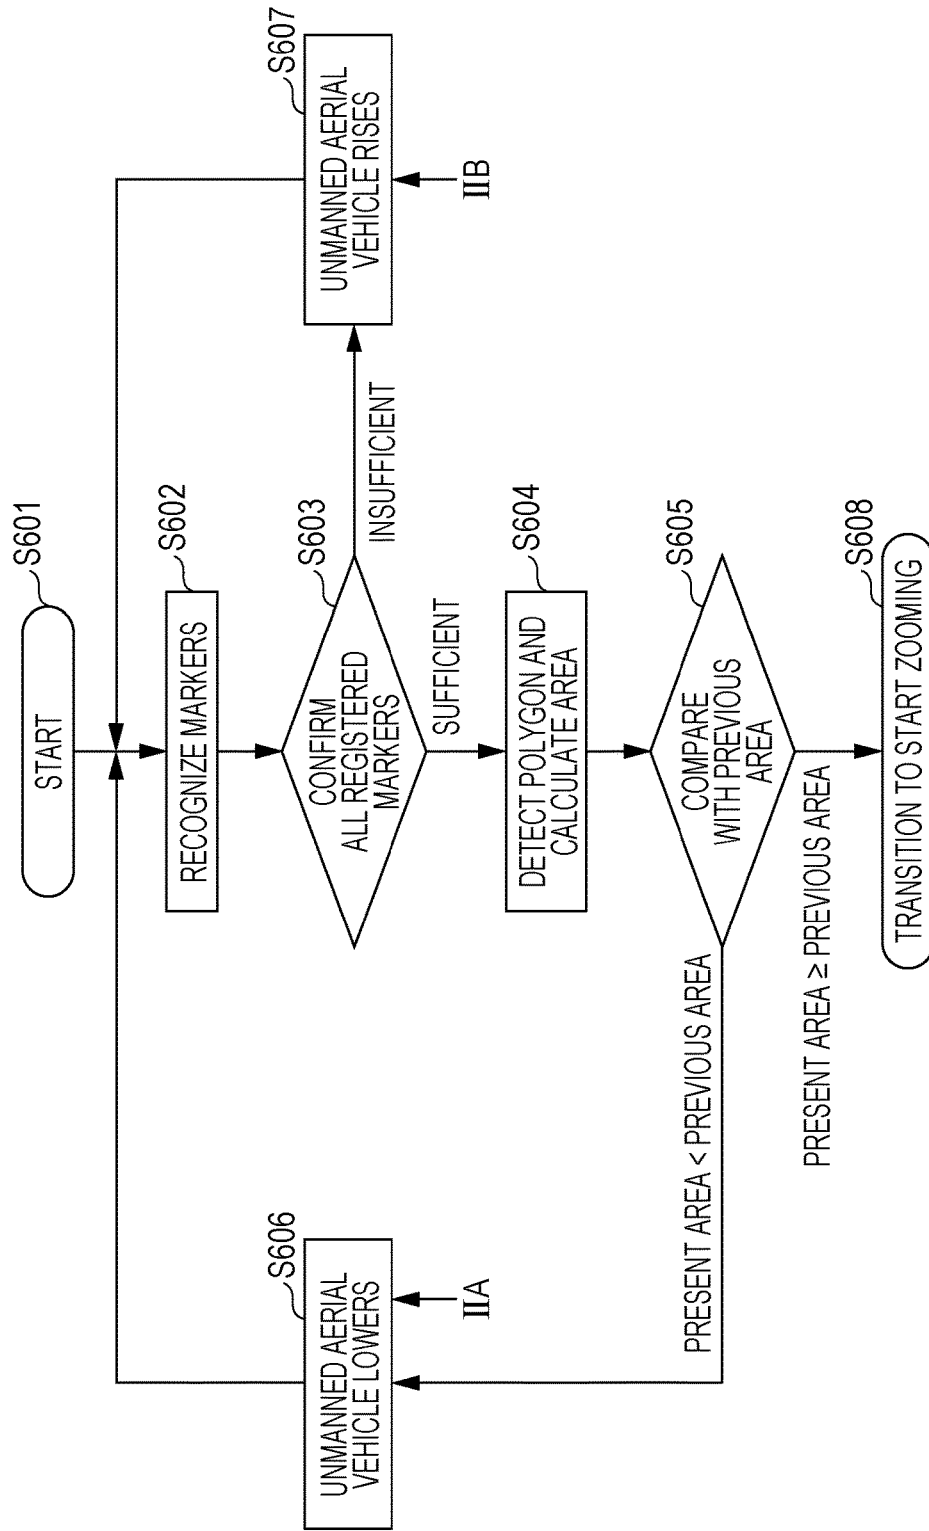 START
S601
RECOGNIZE MARKERS
S602
CONFIRM
ALL REGISTERED
MARKERS
S603
INSUFFICIENT
SUFFICIENT
UNMANNED AERIAL
VEHICLE LOWERS
S606
IIA
UNMANNED AERIAL
VEHICLE RISES
S607
IIB
DETECT POLYGON AND
CALCULATE AREA
S604
COMPARE
WITH PREVIOUS
AREA
S605
PRESENT AREA < PREVIOUS AREA
PRESENT AREA ≥ PREVIOUS AREA
TRANSITION TO START ZOOMING
S608